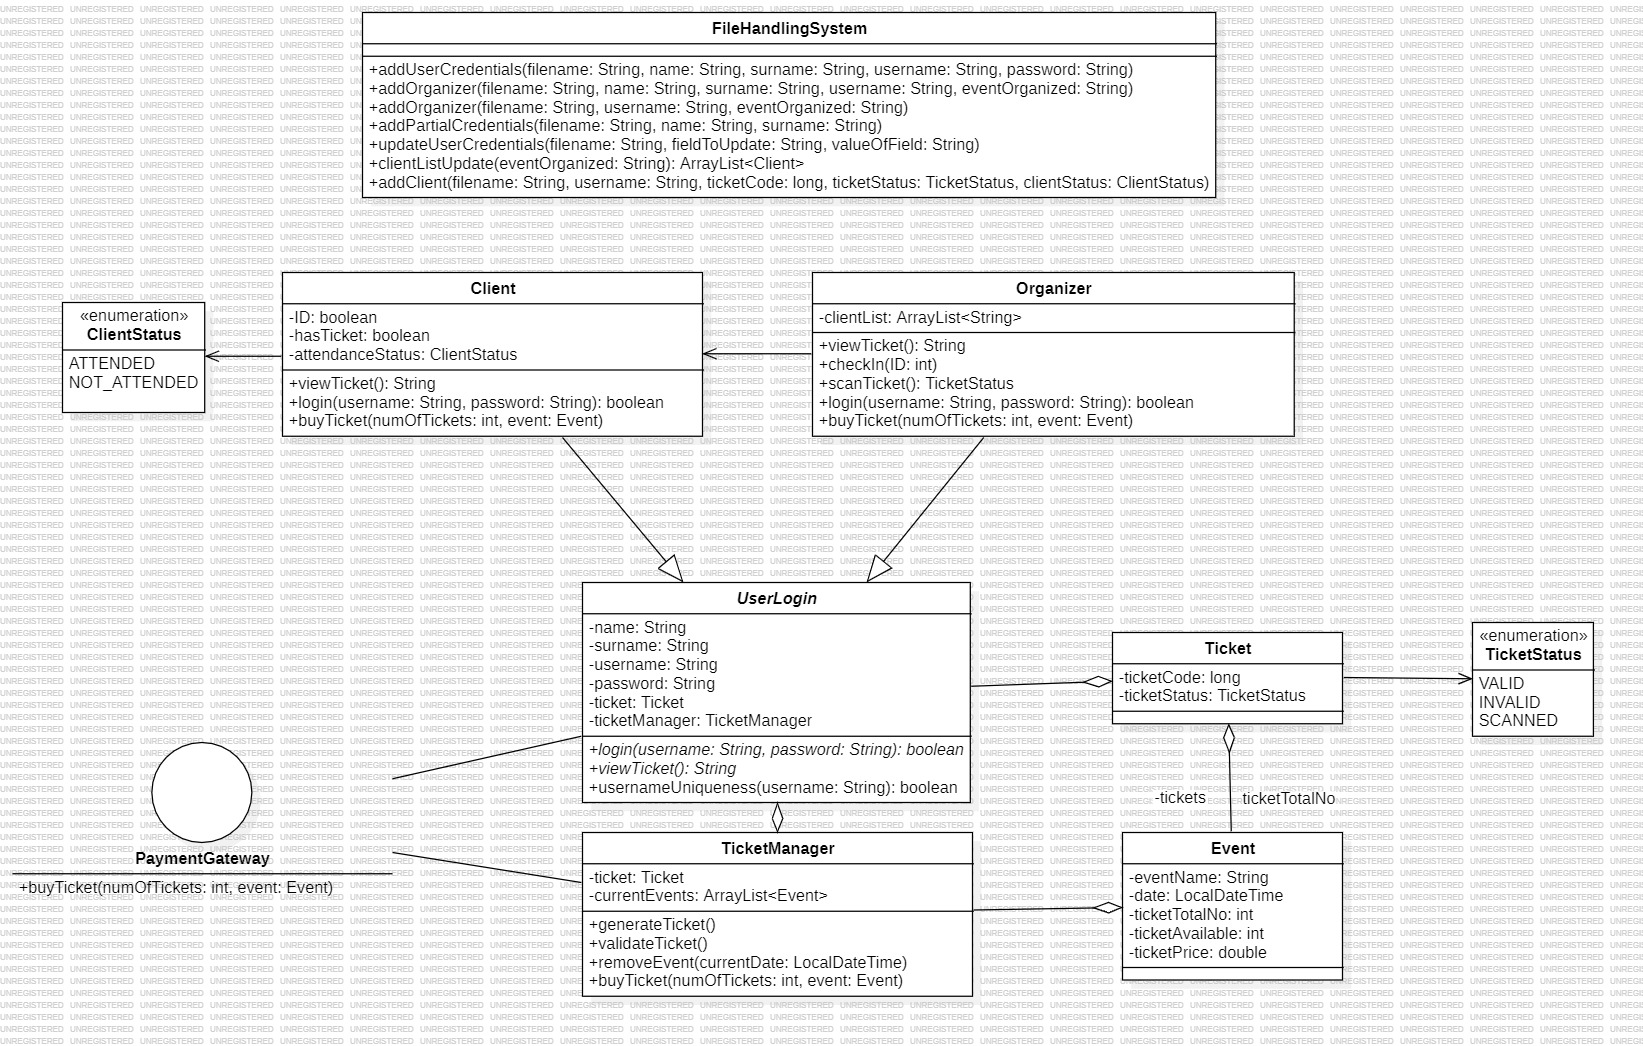 FileHandlingSystem
+addUserCredentials(filename: String, name: String, surname: String, username: String, password: String)
+addOrganizer(filename: String, name: String, surname: String, username: String, eventOrganized: String)
+addOrganizer(filename: String, username: String, eventOrganized: String)
+addPartialCredentials(filename: String, name: String, surname: String)
+updateUserCredentials(filename: String, fieldToUpdate: String, valueOfField: String)
+clientListUpdate(eventOrganized: String): ArrayList<Client>
+addClient(filename: String, username: String, ticketCode: long, ticketStatus: TicketStatus, clientStatus: ClientStatus)
«enumeration»
ClientStatus
ATTENDED
NOT_ATTENDED
Client
-ID: boolean
-hasTicket: boolean
-attendanceStatus: ClientStatus
+viewTicket(): String
+login(username: String, password: String): boolean
+buyTicket(numOfTickets: int, event: Event)
Organizer
-clientList: ArrayList<String>
+viewTicket(): String
+checkIn(ID: int)
+scanTicket(): TicketStatus
+login(username: String, password: String): boolean
+buyTicket(numOfTickets: int, event: Event)
UserLogin
-name: String
-surname: String
-username: String
-password: String
-ticket: Ticket
-ticketManager: TicketManager
+login(username: String, password: String): boolean
+viewTicket(): String
+usernameUniqueness(username: String): boolean
Ticket
-ticketCode: long
-ticketStatus: TicketStatus
«enumeration»
TicketStatus
VALID
INVALID
SCANNED
-tickets
ticketTotalNo
PaymentGateway
+buyTicket(numOfTickets: int, event: Event)
TicketManager
-ticket: Ticket
-currentEvents: ArrayList<Event>
+generateTicket()
+validateTicket()
+removeEvent(currentDate: LocalDateTime)
+buyTicket(numOfTickets: int, event: Event)
Event
-eventName: String
-date: LocalDateTime
-ticketTotalNo: int
-ticketAvailable: int
-ticketPrice: double
UNREGISTERED